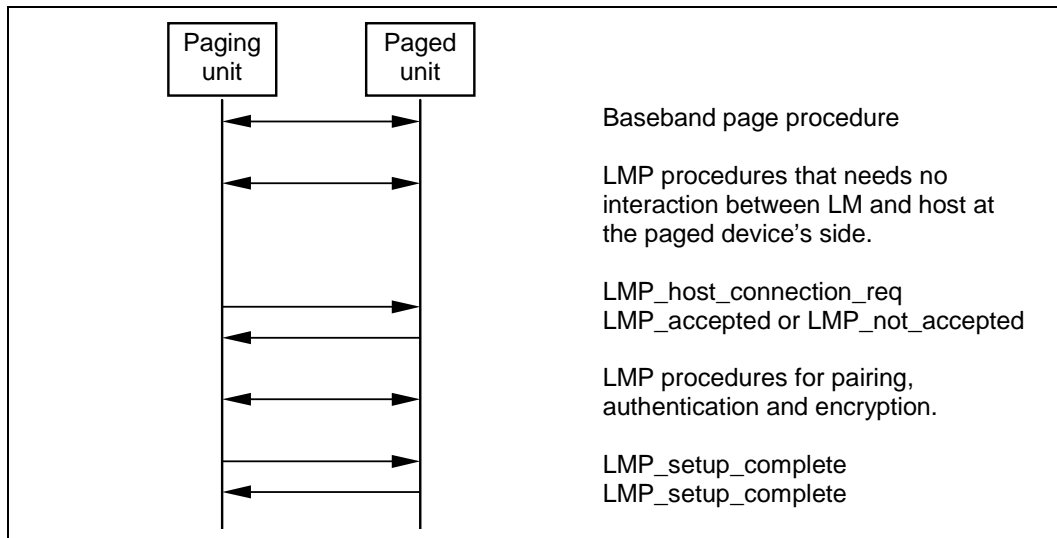 Paging
unit
Paged
unit
Baseband page procedure
LMP procedures that needs no
interaction between LM and host at
the paged device's side.
LMP_host_connection_req
LMP_accepted or LMP_not_accepted
LMP procedures for pairing,
authentication and encryption.
LMP_setup_complete
LMP_setup_complete